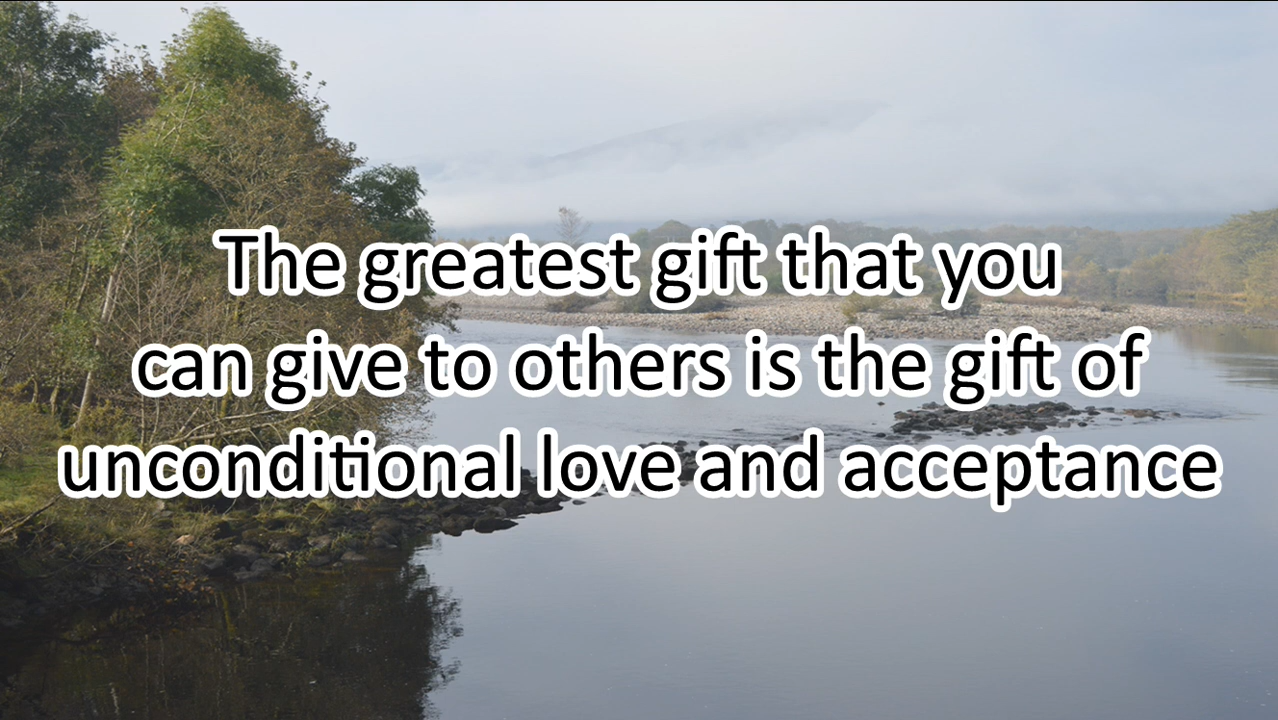 The greatest gift that you
can give to others is the gift of
unconditional love and acceptance